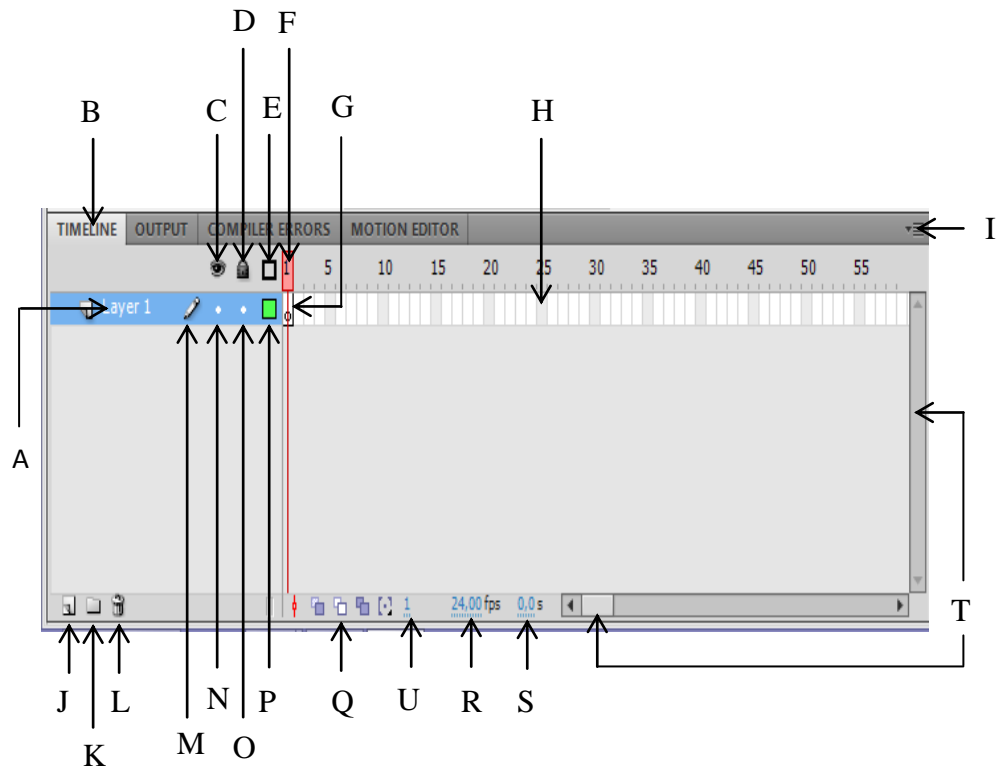 D F
B C E G H
TIMELINE OUTPUT COMPILER ERRORS MOTION EDITOR
I
1 5 10 15 20 25 30 35 40 45 50 55
Layer 1
A
1 24,00 fps 0,0 s
T
J L N P Q U R S
K M O